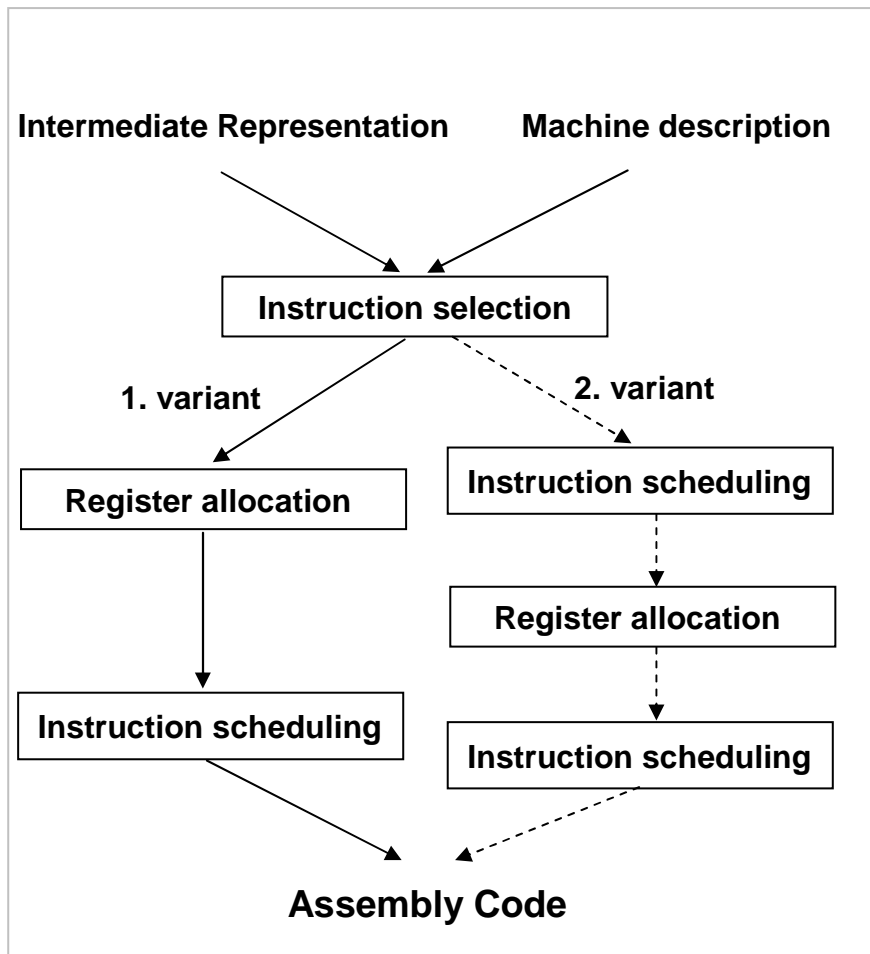 Intermediate Representation
Machine description
Instruction selection
1. variant
2. variant
Register allocation
Instruction scheduling
Register allocation
Instruction scheduling
Instruction scheduling
Assembly Code